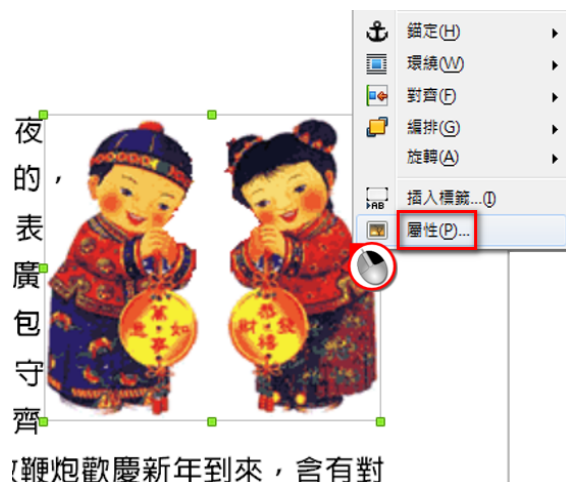 錨定(H)
環繞(W)
對齊(F)
編排(G)
旋轉(A)
插入標籤...(I)
屬性(P)...
夜
的，
表
廣
包
守
齊
萬事如意
恭禧發財
放鞭炮歡慶新年到來，含有對